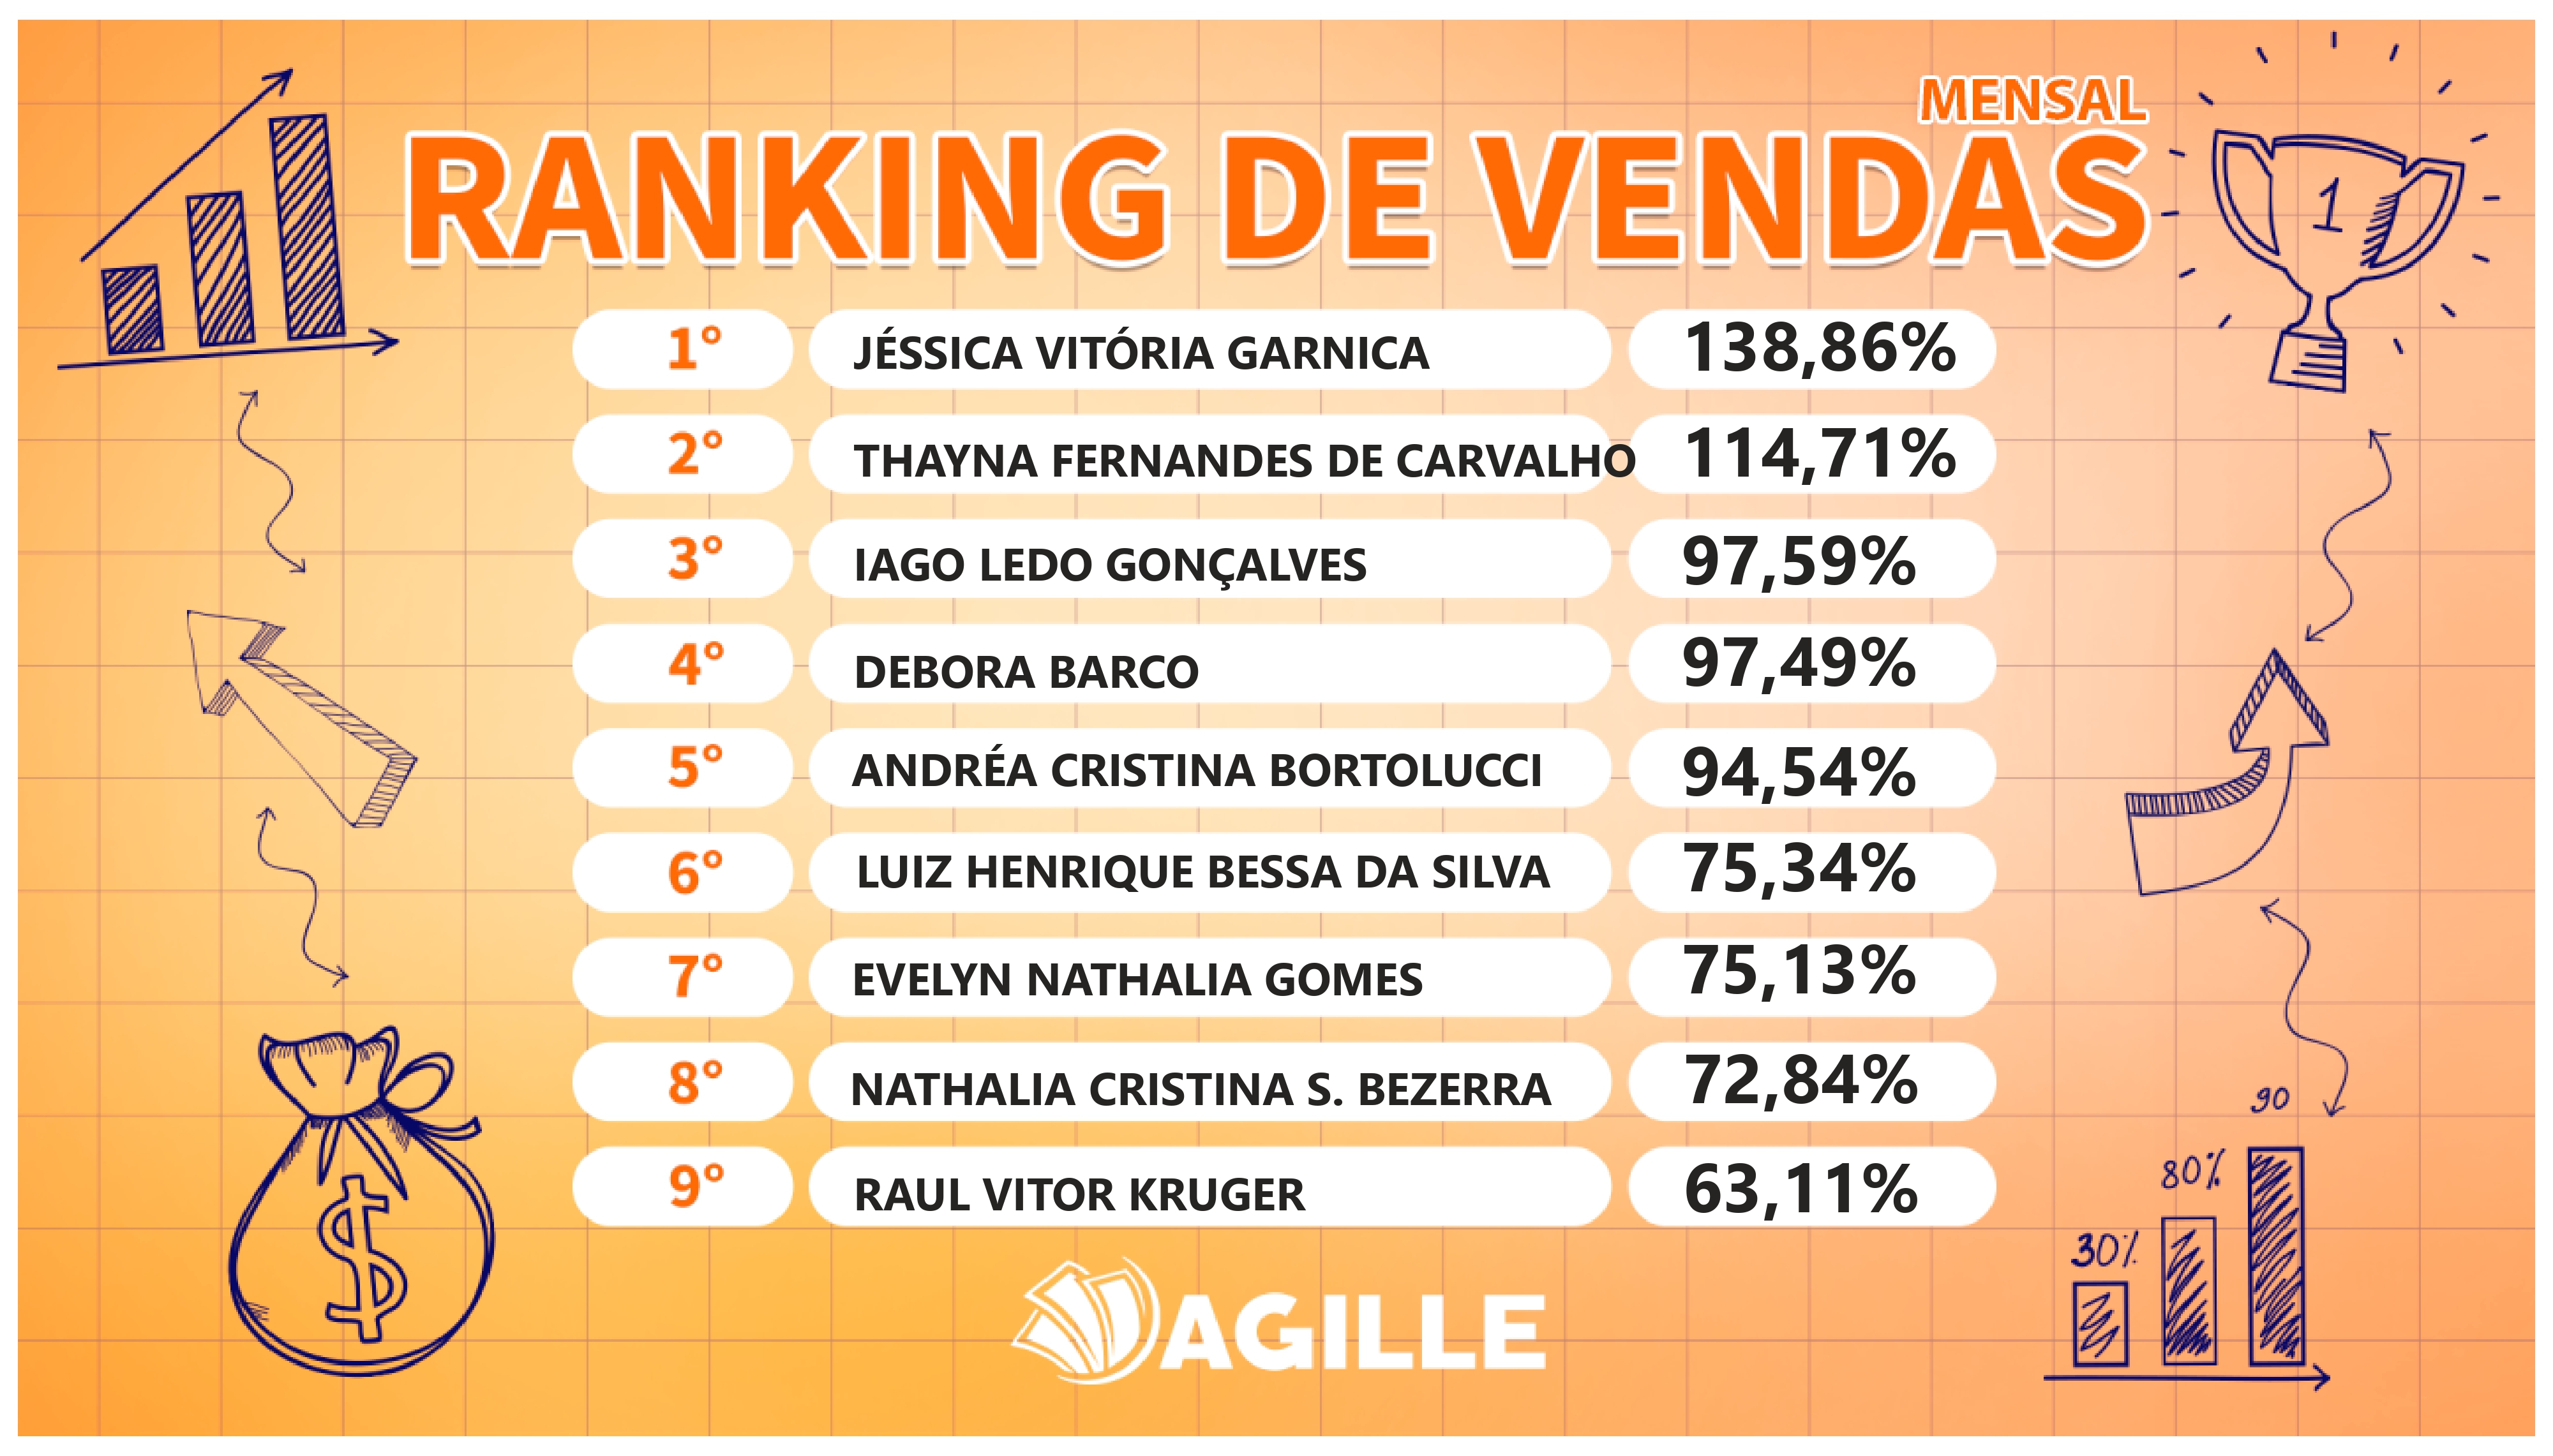 MENSAL
RANKING DE VENDAS
1
1° JÉSSICA VITÓRIA GARNICA 138,86%
2° THAYNA FERNANDES DE CARVALHO 114,71%
3° IAGO LEDO GONÇALVES 97,59%
4° DEBORA BARCO 97,49%
5° ANDRÉA CRISTINA BORTOLUCCI 94,54%
6° LUIZ HENRIQUE BESSA DA SILVA 75,34%
7° EVELYN NATHALIA GOMES 75,13%
8° NATHALIA CRISTINA S. BEZERRA 72,84%
9° RAUL VITOR KRUGER 63,11%
$
30%
80%
90
AGILLE